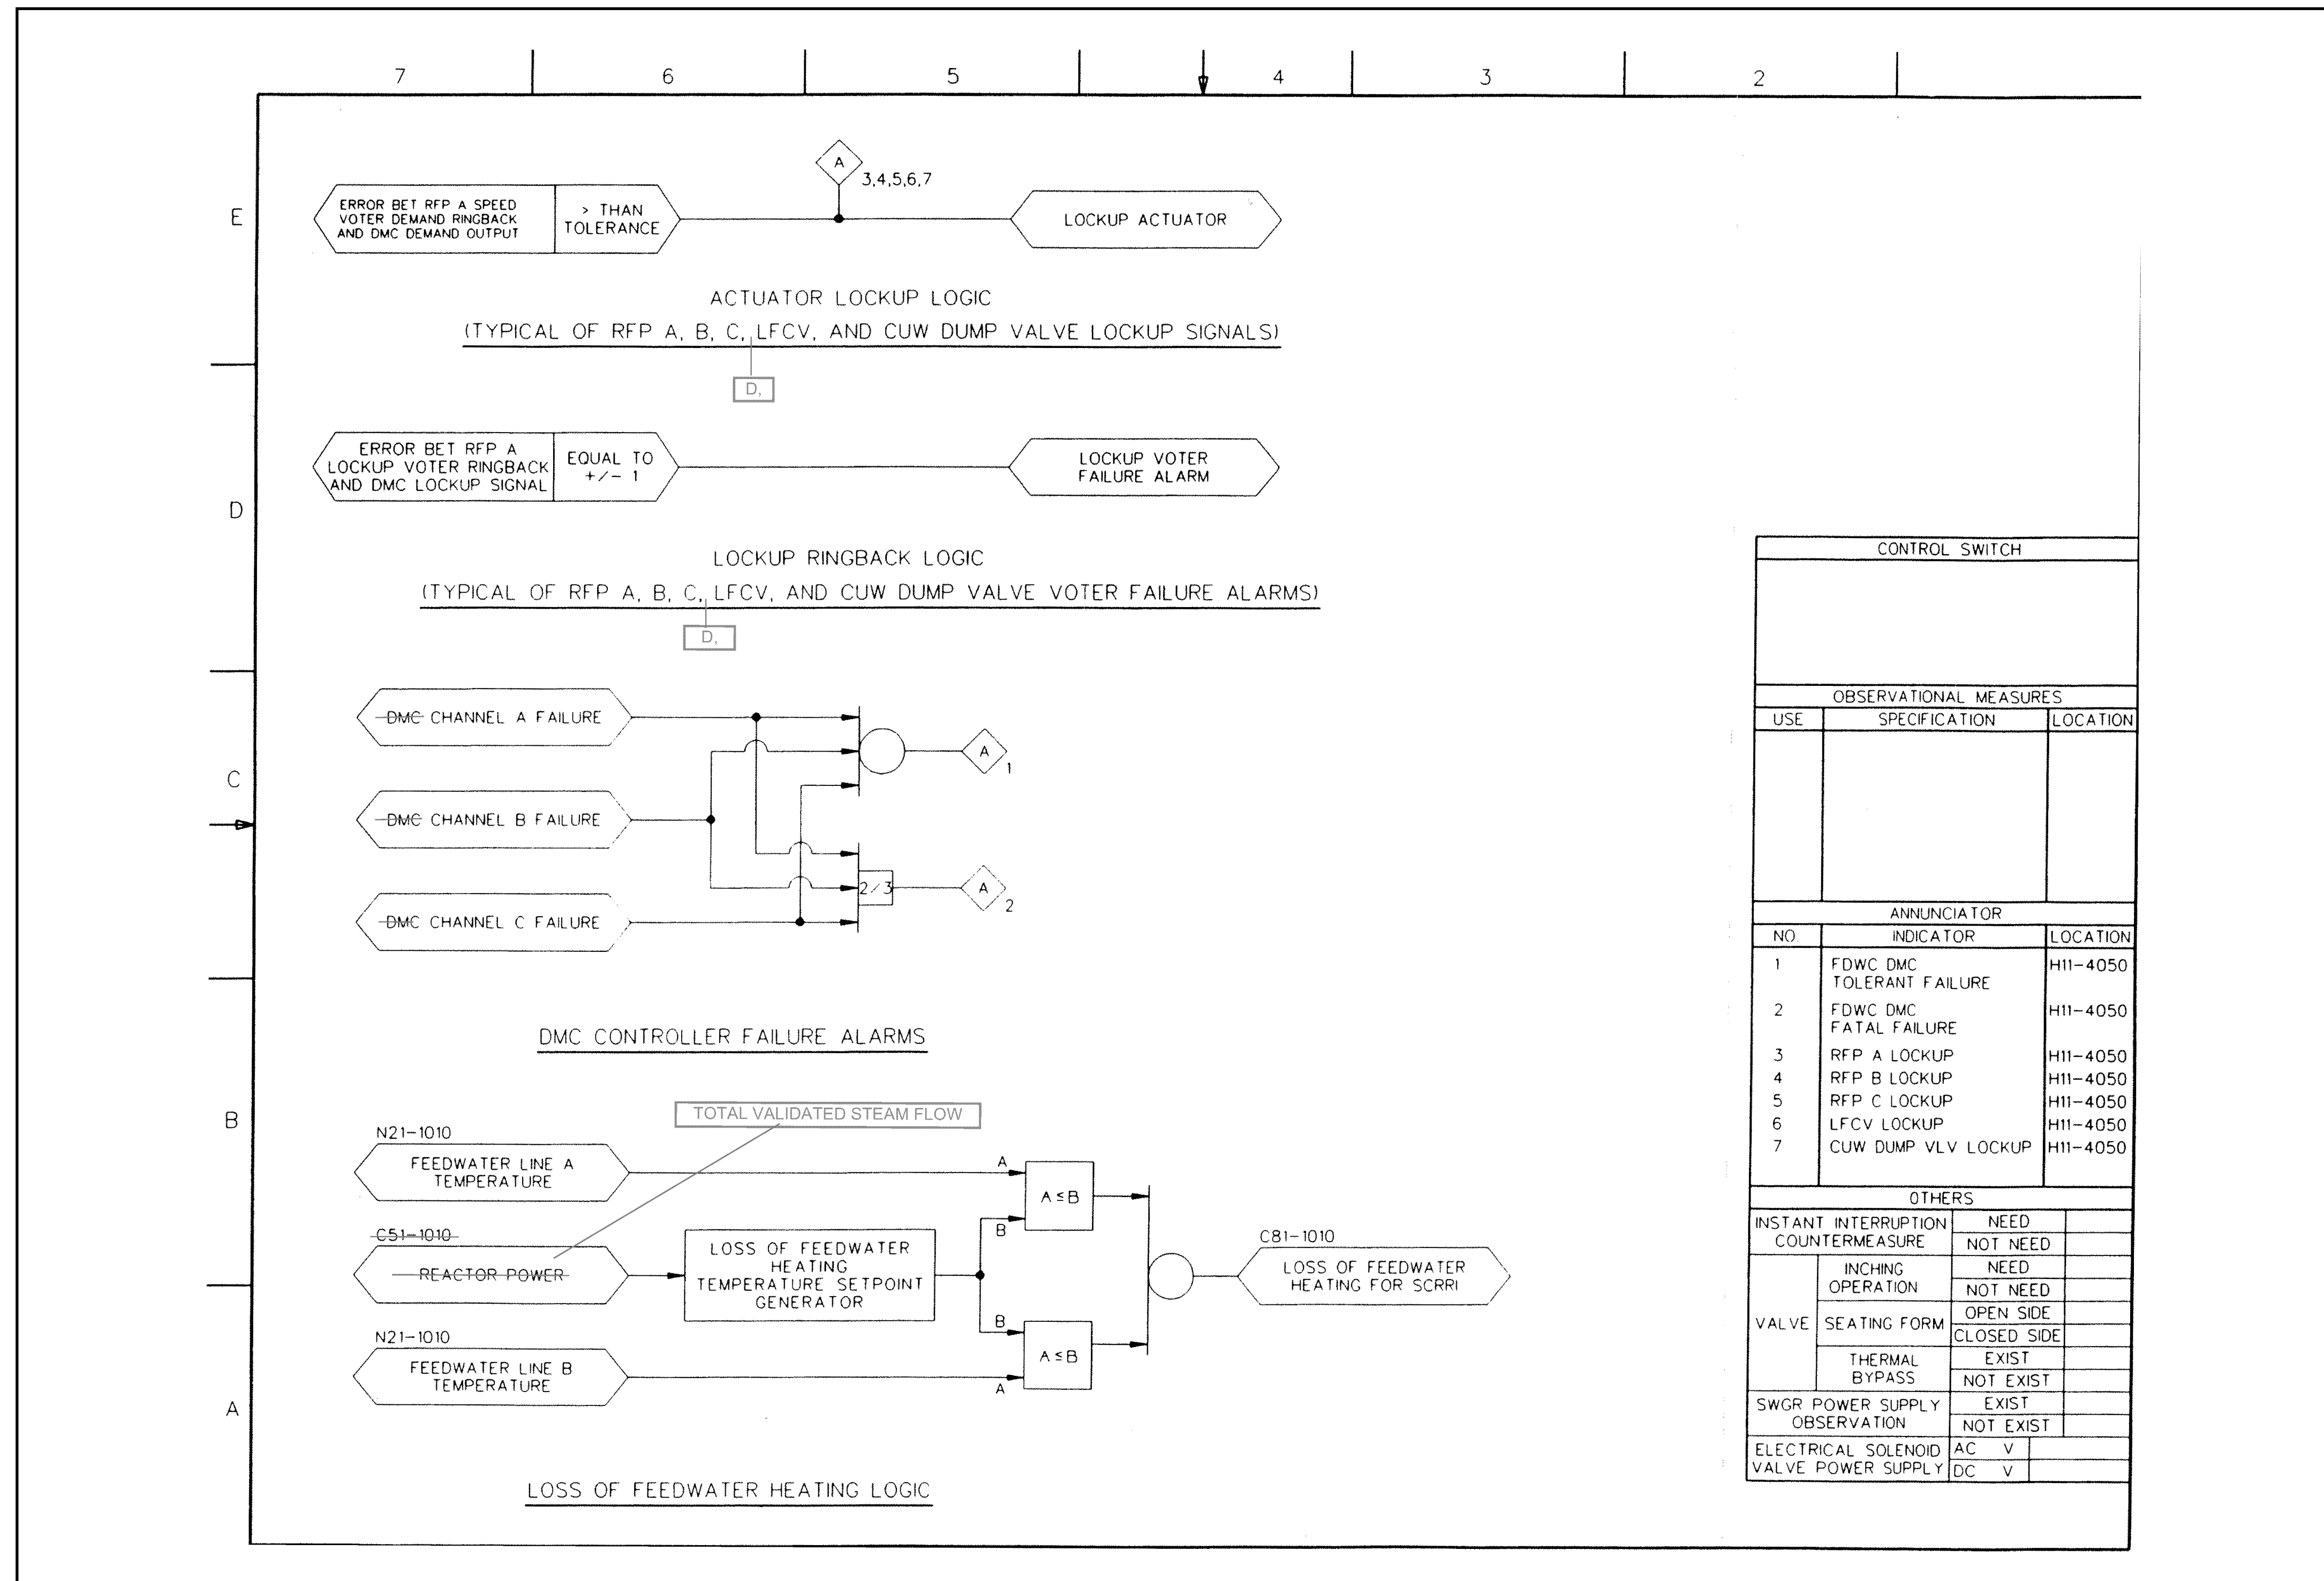 7 6 5 4 3 2
E
A
3,4,5,6,7
ERROR BET RFP A SPEED
VOTER DEMAND RINGBACK
AND DMC DEMAND OUTPUT
> THAN
TOLERANCE
LOCKUP ACTUATOR
ACTUATOR LOCKUP LOGIC
(TYPICAL OF RFP A, B, C, LFCV, AND CUW DUMP VALVE LOCKUP SIGNALS)
D,
D
ERROR BET RFP A
LOCKUP VOTER RINGBACK
AND DMC LOCKUP SIGNAL
EQUAL TO
+/- 1
LOCKUP VOTER
FAILURE ALARM
LOCKUP RINGBACK LOGIC
(TYPICAL OF RFP A, B, C, LFCV, AND CUW DUMP VALVE VOTER FAILURE ALARMS)
D,
C
DMC CHANNEL A FAILURE
A
1
DMC CHANNEL B FAILURE
2/3
A
2
DMC CHANNEL C FAILURE
DMC CONTROLLER FAILURE ALARMS
B
TOTAL VALIDATED STEAM FLOW
N21-1010
FEEDWATER LINE A
TEMPERATURE
A
A ≤ B
B
C51-1010
REACTOR POWER
LOSS OF FEEDWATER
HEATING
TEMPERATURE SETPOINT
GENERATOR
C81-1010
LOSS OF FEEDWATER
HEATING FOR SCRRI
N21-1010
FEEDWATER LINE B
TEMPERATURE
B
A ≤ B
A
A
LOSS OF FEEDWATER HEATING LOGIC
CONTROL SWITCH
OBSERVATIONAL MEASURES
USE SPECIFICATION LOCATION
ANNUNCIATOR
NO. INDICATOR LOCATION
1 FDWC DMC H11-4050
TOLERANT FAILURE
2 FDWC DMC H11-4050
FATAL FAILURE
3 RFP A LOCKUP H11-4050
4 RFP B LOCKUP H11-4050
5 RFP C LOCKUP H11-4050
6 LFCV LOCKUP H11-4050
7 CUW DUMP VLV LOCKUP H11-4050
OTHERS
INSTANT INTERRUPTION
COUNTERMEASURE
NEED
NOT NEED
VALVE
INCHING
OPERATION
NEED
NOT NEED
SEATING FORM
OPEN SIDE
CLOSED SIDE
THERMAL
BYPASS
EXIST
NOT EXIST
SWGR POWER SUPPLY
OBSERVATION
EXIST
NOT EXIST
ELECTRICAL SOLENOID
VALVE POWER SUPPLY
AC V
DC V